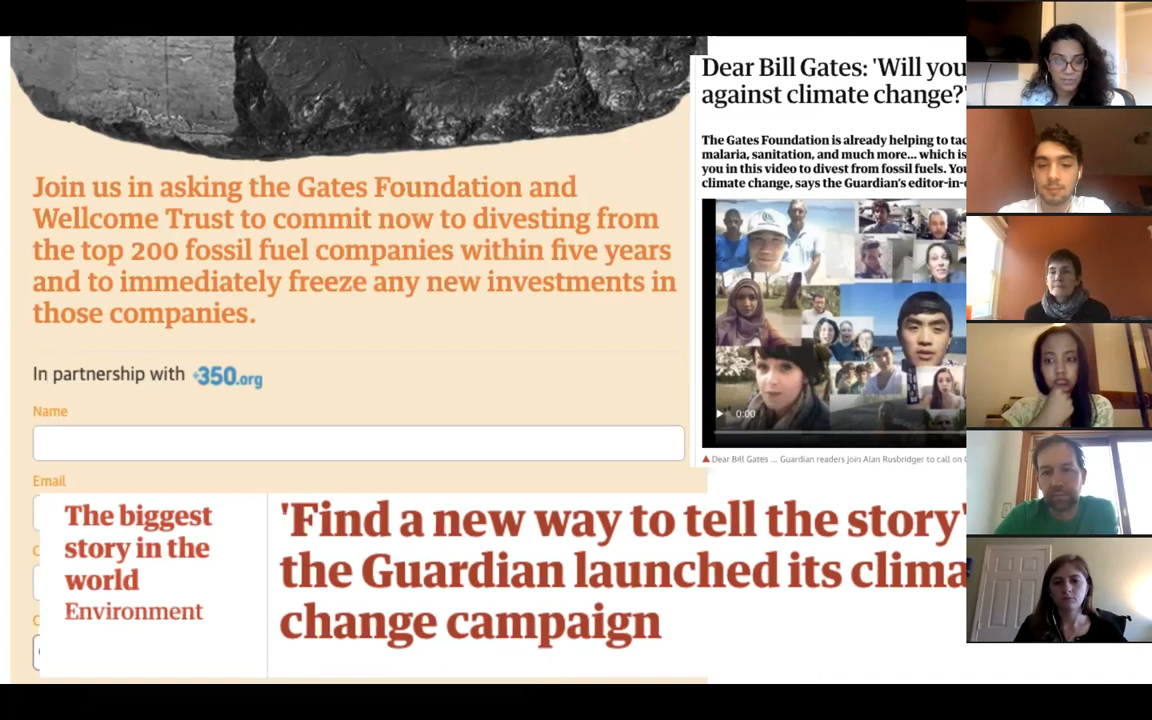 Join us in asking the Gates Foundation and
Wellcome Trust to commit now to divesting from
the top 200 fossil fuel companies within five years
and to immediately freeze any new investments in
those companies.
In partnership with 350.org
Name
Email
The biggest
story in the
world
Environment
'Find a new way to tell the story'
the Guardian launched its clima
change campaign
Dear Bill Gates: 'Will you
against climate change?'
The Gates Foundation is already helping to tac
malaria, sanitation, and much more... which is
you in this video to divest from fossil fuels. You
climate change, says the Guardian's editor-in-c
0:00
Dear Bill Gates ... Guardian readers join Alan Rusbridger to call on G